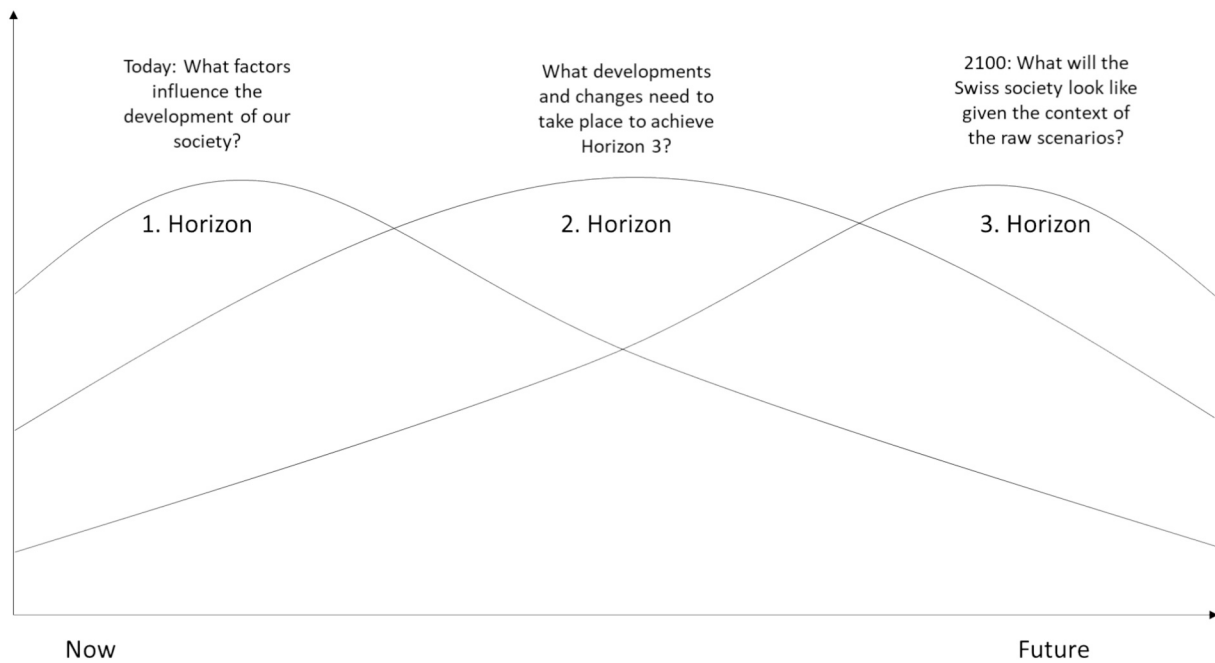 Today: What factors
influence the
development of our
society?
What developments
and changes need to
take place to achieve
Horizon 3?
2100: What will the
Swiss society look like
given the context of
the raw scenarios?
1. Horizon
2. Horizon
3. Horizon
Now
Future